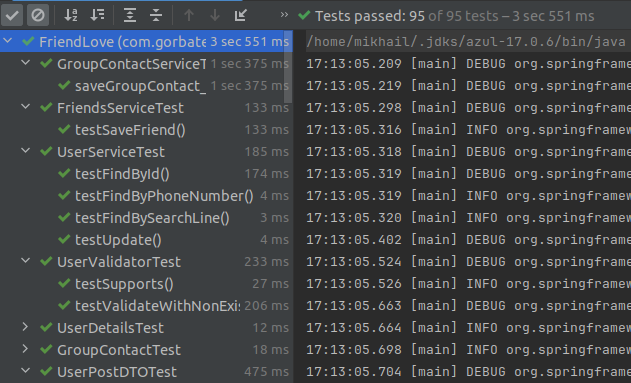 » Tests passed: 95 of 95 tests – 3 sec 551 ms
FriendLove (com.gorbate 3 sec 551 ms
GroupContactServiceT 1 sec 375 ms
saveGroupContact_ 1 sec 375 ms
FriendsServiceTest 133 ms
testSaveFriend() 133 ms
UserServiceTest 185 ms
testFindById() 174 ms
testFindByPhoneNumber() 4 ms
testFindBySearchLine() 3 ms
testUpdate() 4 ms
UserValidatorTest 233 ms
testSupports() 27 ms
testValidateWithNonExis 206 ms
UserDetailsTest 12 ms
GroupContactTest 18 ms
UserPostDTOTest 475 ms
/home/mikhail/.jdks/azul-17.0.6/bin/java
17:13:05.209 [main] DEBUG org.springframe
17:13:05.219 [main] DEBUG org.springframe
17:13:05.298 [main] DEBUG org.springframe
17:13:05.316 [main] INFO org.springframew
17:13:05.318 [main] DEBUG org.springframe
17:13:05.319 [main] DEBUG org.springframe
17:13:05.319 [main] INFO org.springframew
17:13:05.320 [main] INFO org.springframew
17:13:05.402 [main] DEBUG org.springframe
17:13:05.524 [main] DEBUG org.springframe
17:13:05.526 [main] DEBUG org.springframe
17:13:05.663 [main] DEBUG org.springframe
17:13:05.664 [main] INFO org.springframew
17:13:05.698 [main] INFO org.springframew
17:13:05.704 [main] DEBUG org.springframe